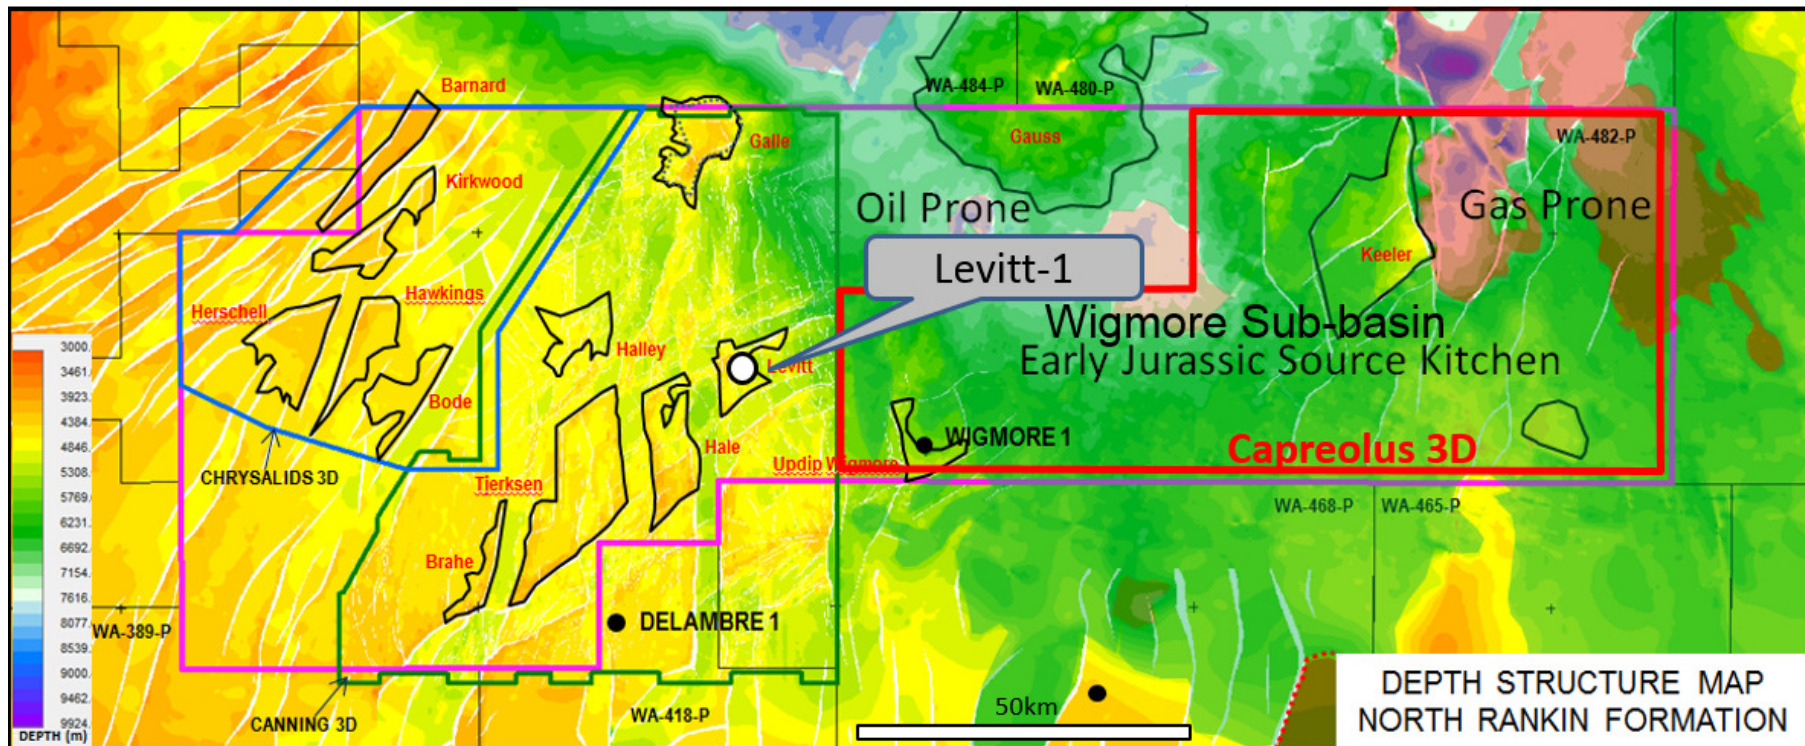 Barnard
WA-484-P
WA-480-P
Galle
Gauss
WA-482-P
Kirkwood
Oil Prone
Gas Prone
Keeler
Levitt-1
Hawkings
Herschell
Wigmore Sub-basin
Early Jurassic Source Kitchen
Halley
Levitt
Bode
Hale
WIGMORE 1
Capreolus 3D
Updip Wigmore
CHRYSALIDS 3D
Tjerksen
WA-468-P
WA-465-P
Brahe
DELAMBRE 1
WA-389-P
CANNING 3D
WA-418-P
50km
3000.
3461.
3923.
4384.
4846.
5308.
5769.
6231.
6692.
7154.
7616.
8077.
8539.
9000.
9462.
9924.
DEPTH (m)
DEPTH STRUCTURE MAP
NORTH RANKIN FORMATION